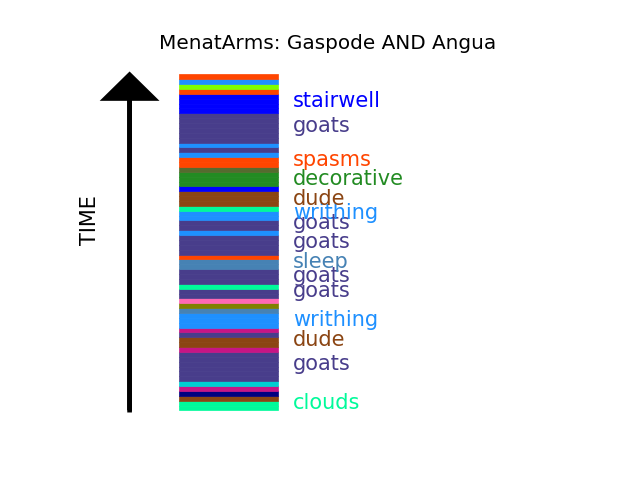 MenatArms: Gaspode AND Angua
stairwell
goats
spasms
decorative
dude
writhing
goats
goats
sleep
goats
goats
writhing
dude
goats
clouds
TIME